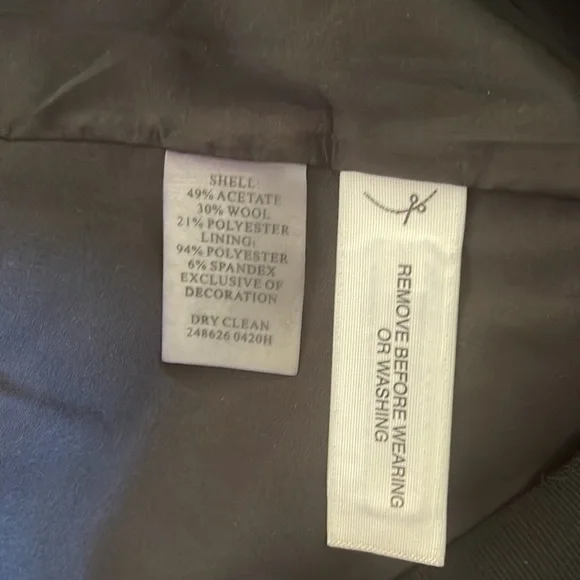 SHELL:
49% ACETATE
30% WOOL
21% POLYESTER
LINING:
94% POLYESTER
6% SPANDEX
EXCLUSIVE OF
DECORATION
DRY CLEAN
248626 0420H
REMOVE BEFORE WEARING
OR WASHING